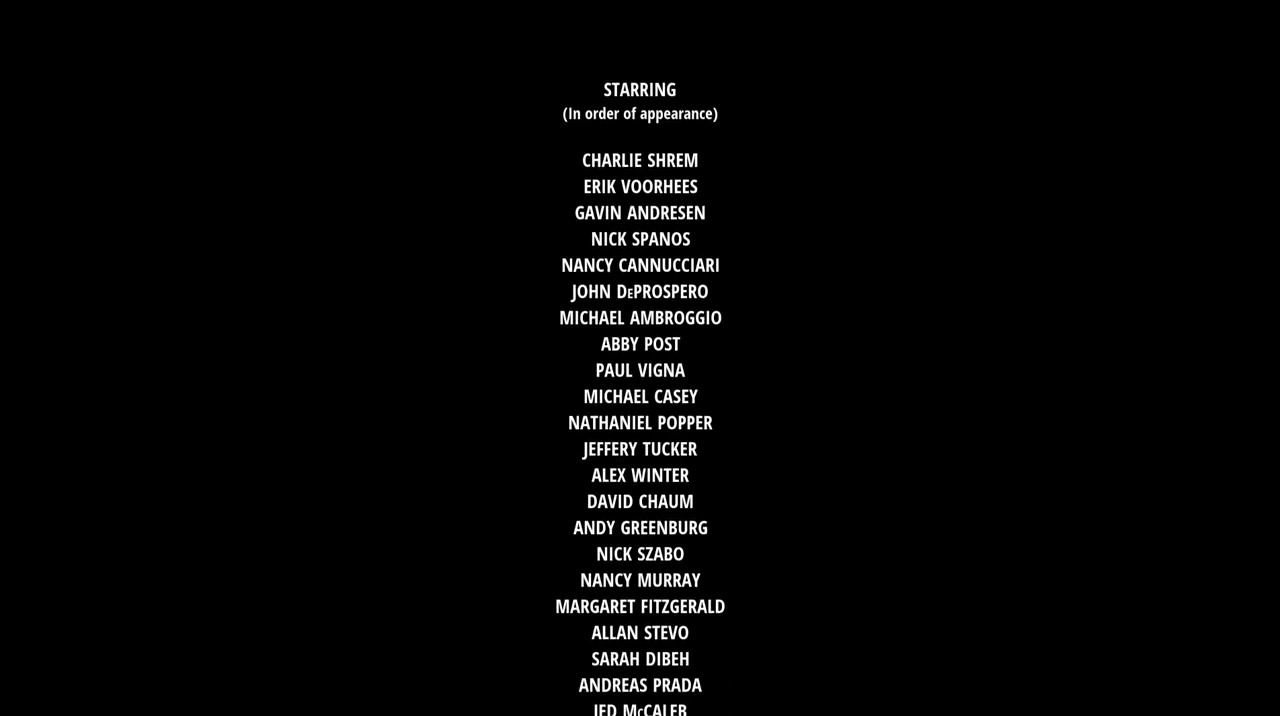 STARRING
(In order of appearance)
CHARLIE SHREM
ERIK VOORHEES
GAVIN ANDRESEN
NICK SPANOS
NANCY CANNUCCIARI
JOHN DePROSPERO
MICHAEL AMBROGGIO
ABBY POST
PAUL VIGNA
MICHAEL CASEY
NATHANIEL POPPER
JEFFERY TUCKER
ALEX WINTER
DAVID CHAUM
ANDY GREENBURG
NICK SZABO
NANCY MURRAY
MARGARET FITZGERALD
ALLAN STEVO
SARAH DIBEH
ANDREAS PRADA
JED McCALEB